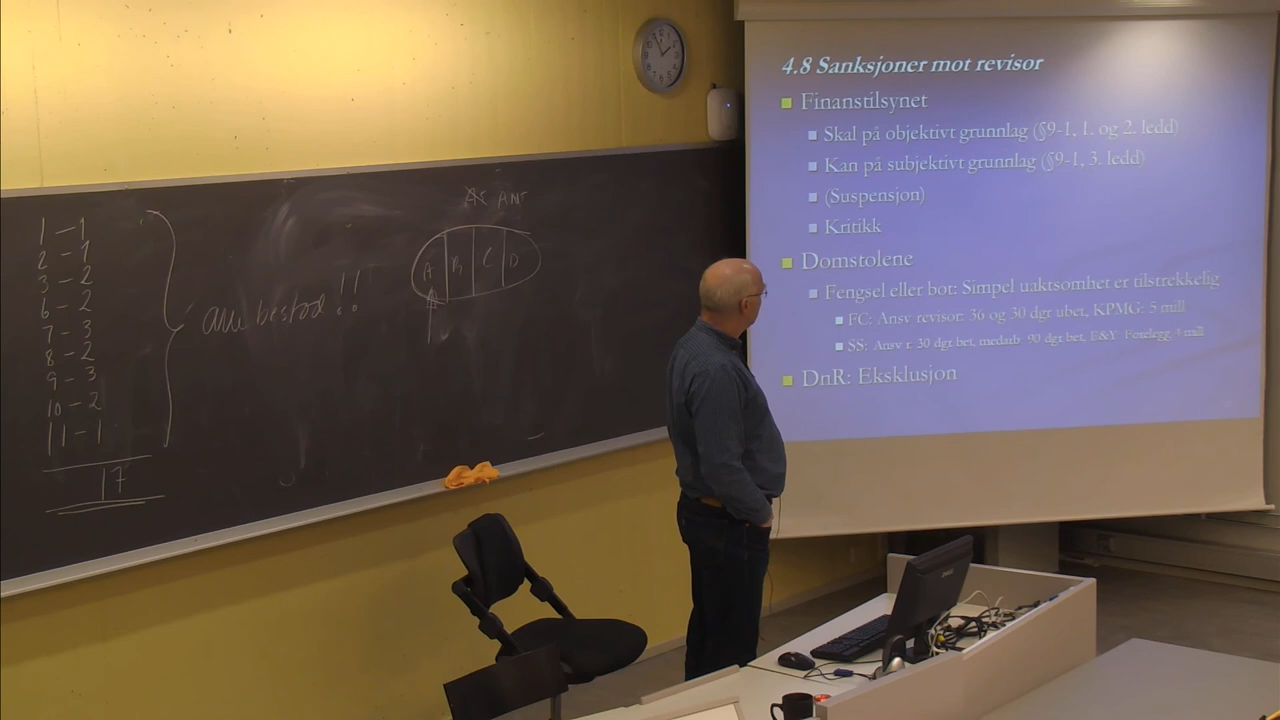 1 - 1
2 - 1
3 - 2
6 - 2
7 - 3
8 - 2
9 - 3
10 - 2
11 - 1
17
bestod !!
ANS
A B C D
4.8 Sanksjoner mot revisor
Finanstilsynet
Skal på objektivt grunnlag (§9-1, 1. og 2. ledd)
Kan på subjektivt grunnlag (§9-1, 3. ledd)
(Suspensjon)
Kritikk
Domstolene
Fengsel eller bot: Simpel uaktsomhet er tilstrekkelig
FC: Ansv revisor: 36 og 30 dgr ubet, KPMG: 5 mill
SS: Ansv r: 30 dgr bet, medarb 90 dgr bet, E&Y Forelegg 4 mill
DnR: Eksklusjon